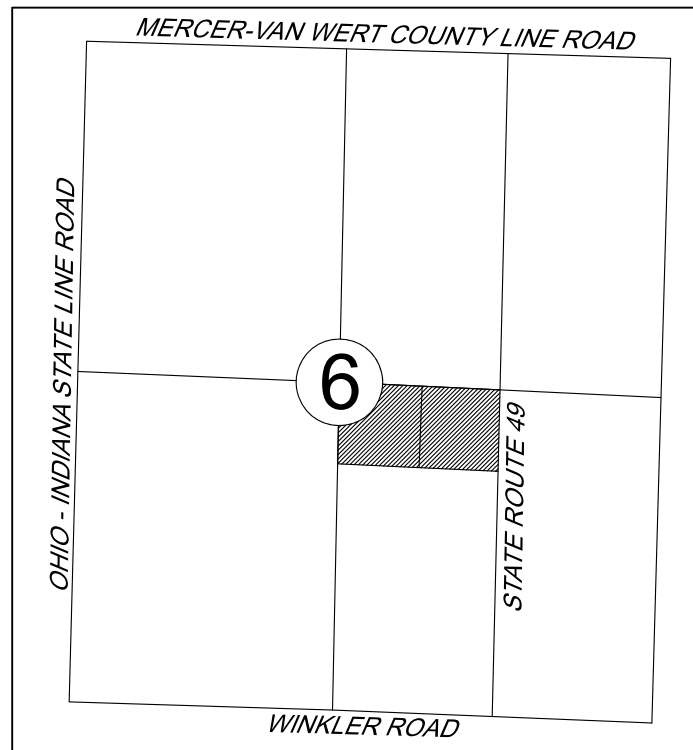 MERCER-VAN WERT COUNTY LINE ROAD
OHIO - INDIANA STATE LINE ROAD
6
STATE ROUTE 49
WINKLER ROAD